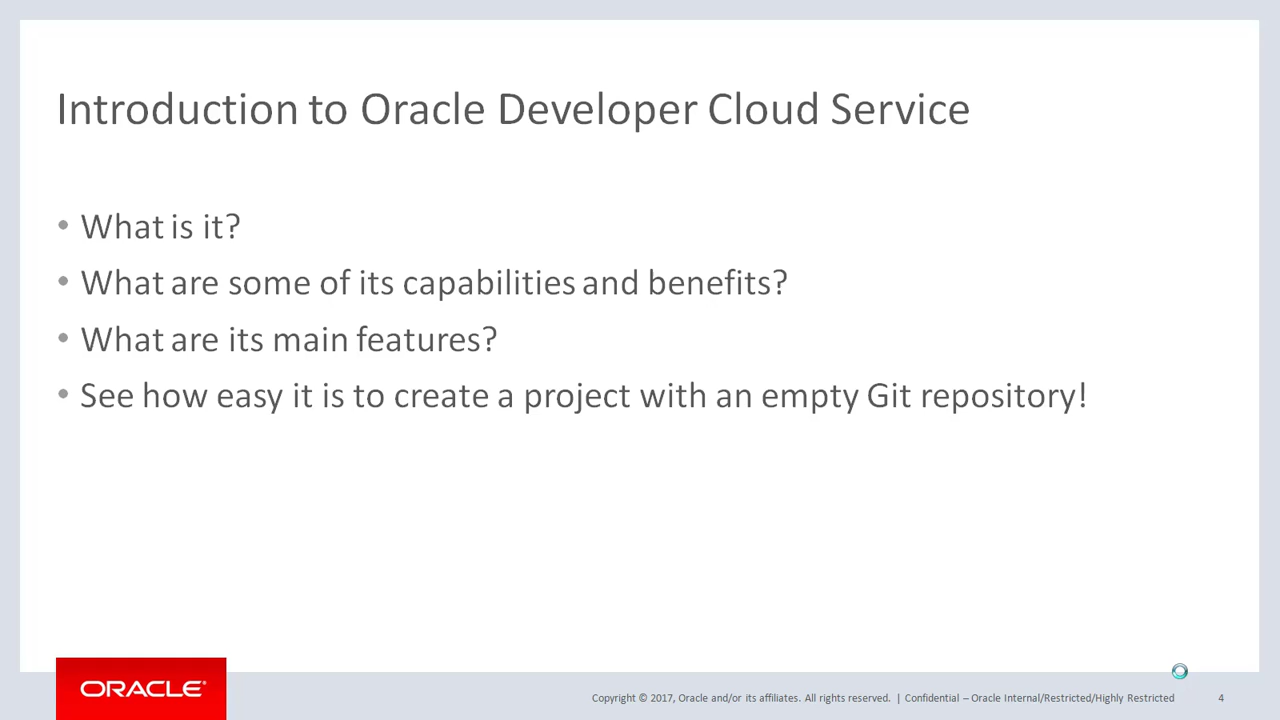 Introduction to Oracle Developer Cloud Service
• What is it?
• What are some of its capabilities and benefits?
• What are its main features?
• See how easy it is to create a project with an empty Git repository!
ORACLE®
Copyright © 2017, Oracle and/or its affiliates. All rights reserved. | Confidential – Oracle Internal/Restricted/Highly Restricted 4